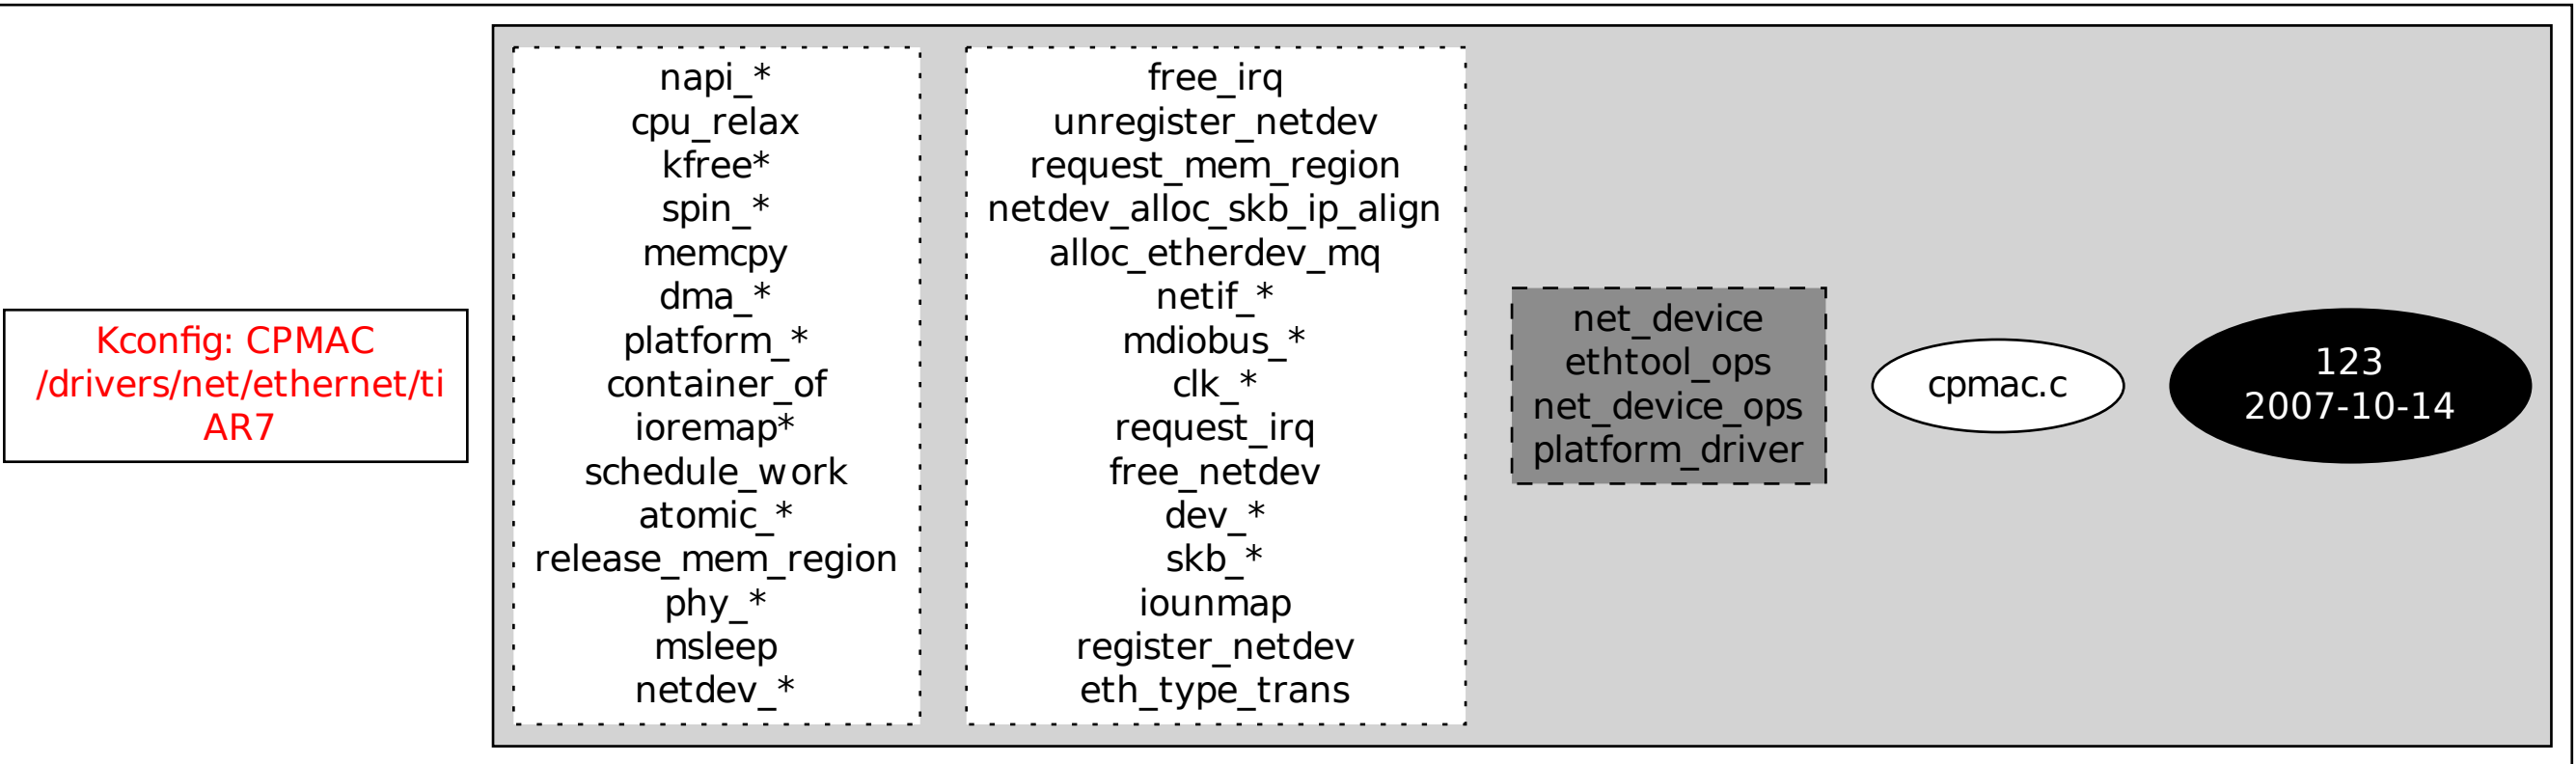 Kconfig: CPMAC
/drivers/net/ethernet/ti
AR7
napi_*
cpu_relax
kfree*
spin_*
memcpy
dma_*
platform_*
container_of
ioremap*
schedule_work
atomic_*
release_mem_region
phy_*
msleep
netdev_*
free_irq
unregister_netdev
request_mem_region
netdev_alloc_skb_ip_align
alloc_etherdev_mq
netif_*
mdiobus_*
clk_*
request_irq
free_netdev
dev_*
skb_*
iounmap
register_netdev
eth_type_trans
net_device
ethtool_ops
net_device_ops
platform_driver
cpmac.c
123
2007-10-14